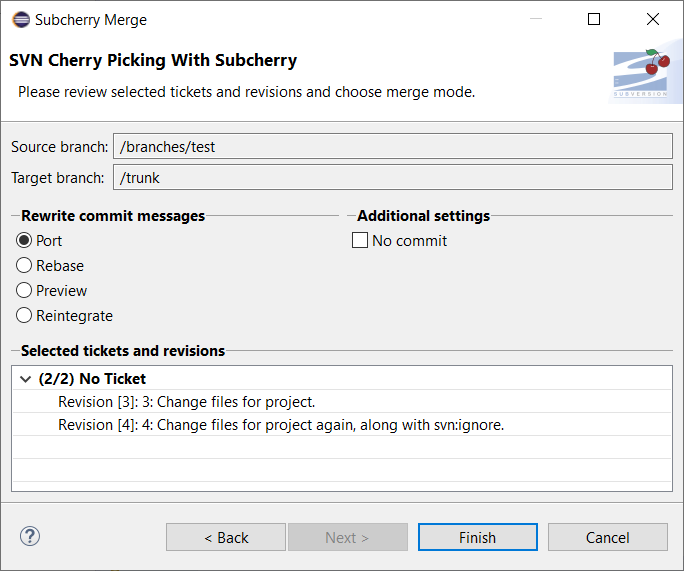 Subcherry Merge
SVN Cherry Picking With Subcherry
Please review selected tickets and revisions and choose merge mode.
SUBVERSION
Source branch: /branches/test
Target branch: /trunk
Rewrite commit messages Additional settings
Port No commit
Rebase
Preview
Reintegrate
Selected tickets and revisions
(2/2) No Ticket
Revision [3]: 3: Change files for project.
Revision [4]: 4: Change files for project again, along with svn:ignore.
? < Back Next > Finish Cancel